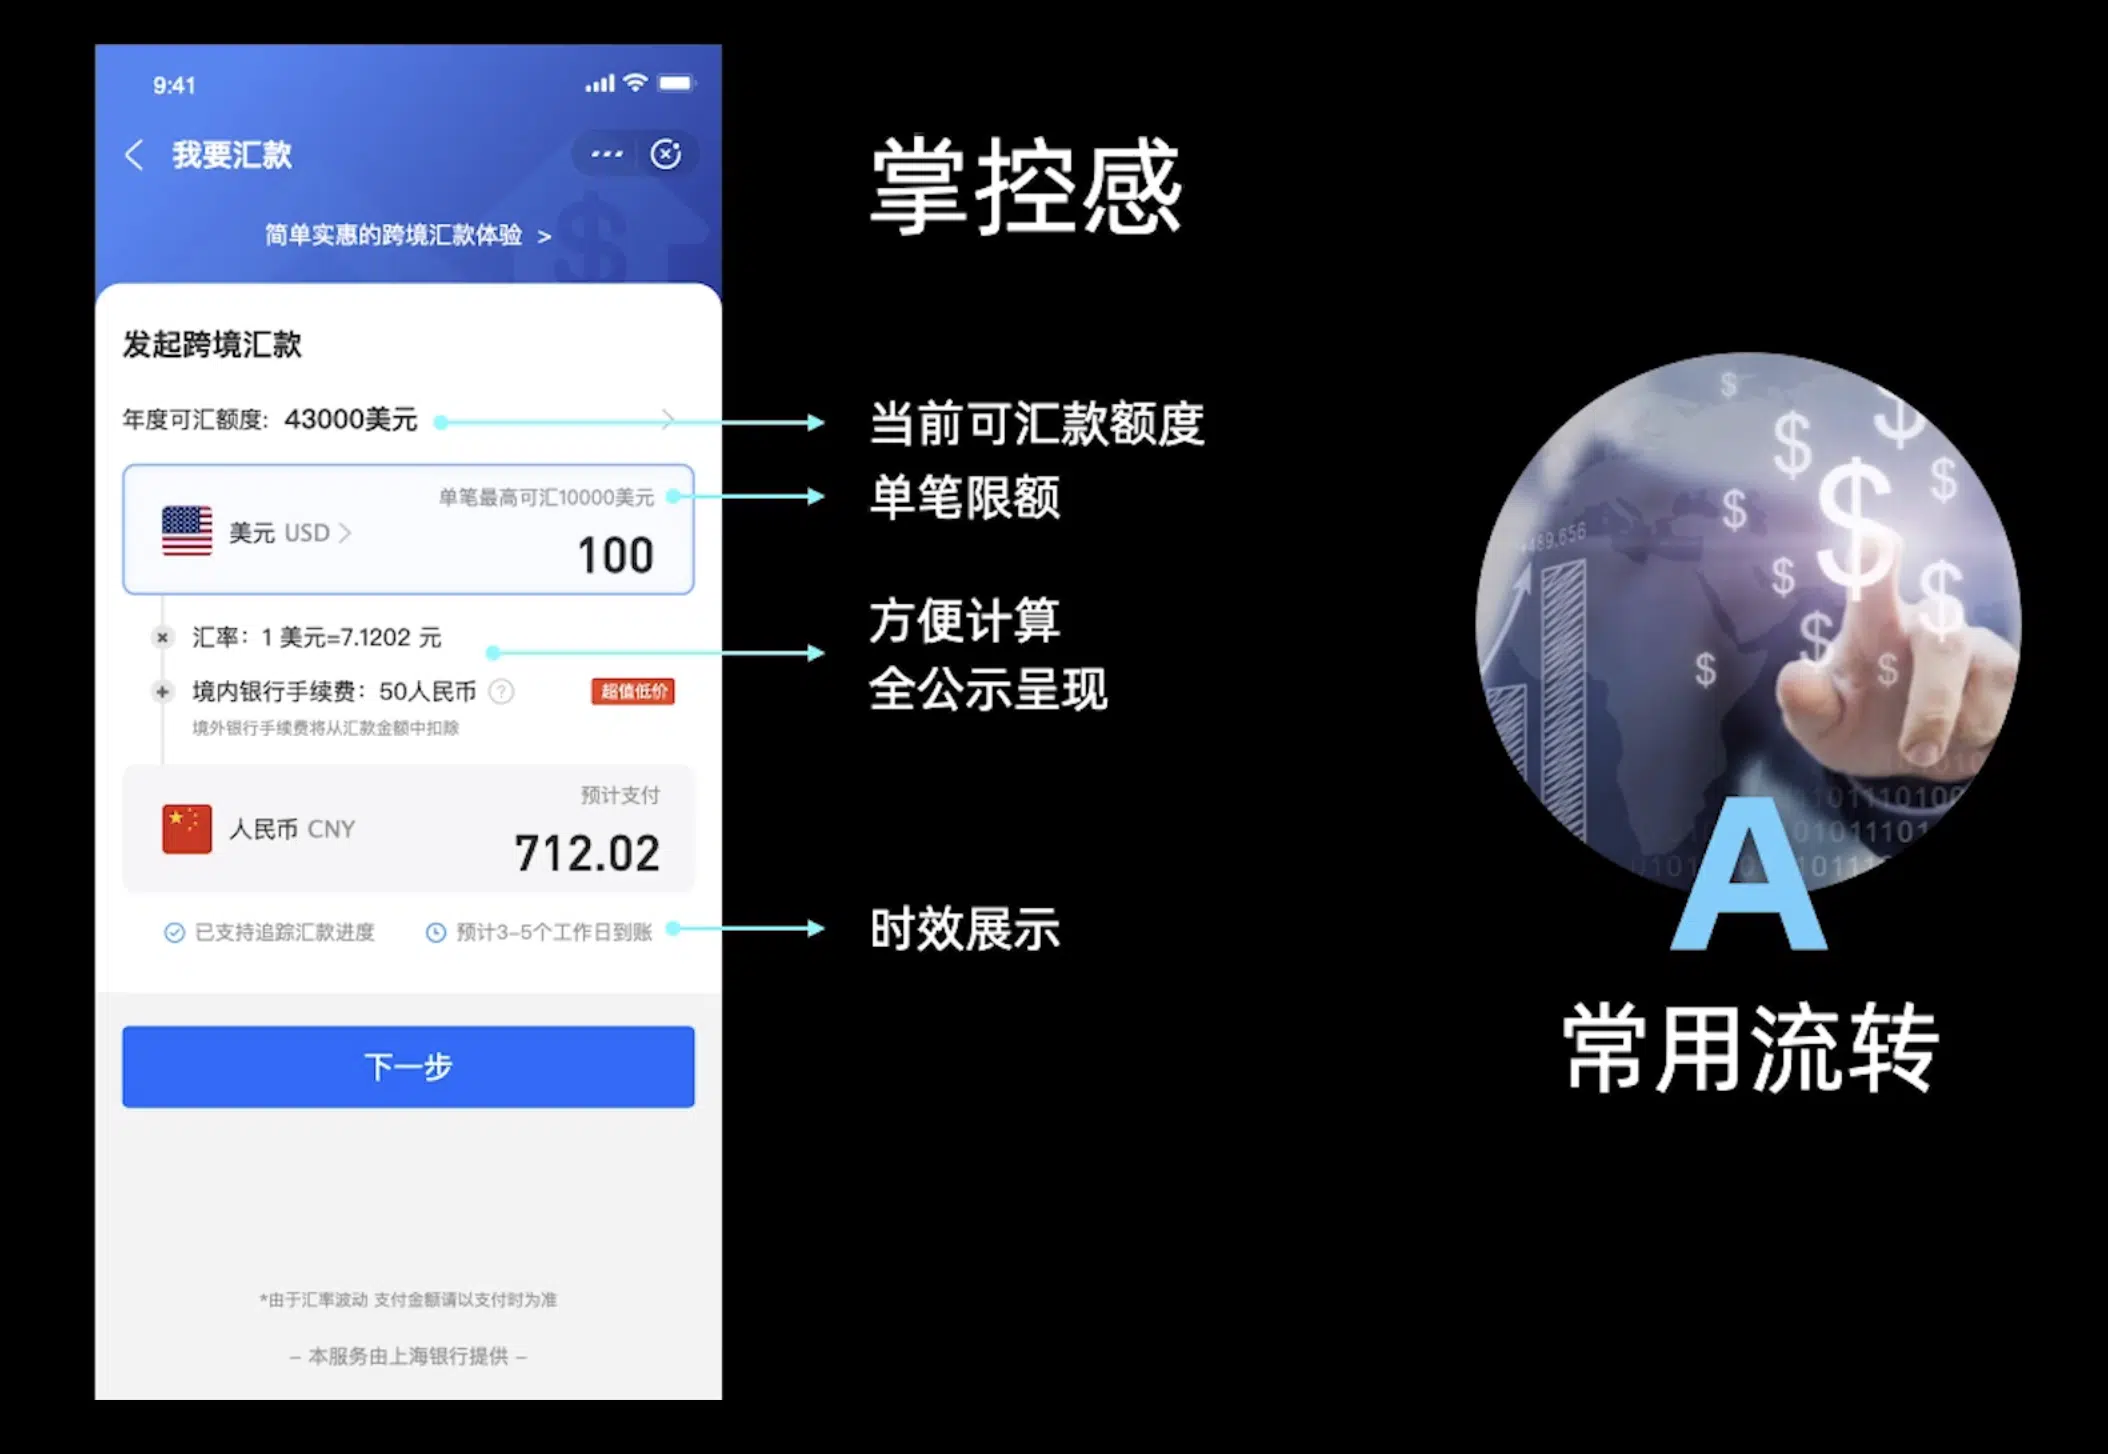 9:41
我要汇款
简单实惠的跨境汇款体验 >
发起跨境汇款
年度可汇额度: 43000美元
单笔最高可汇10000美元
美元 USD
100
汇率：1 美元=7.1202 元
境内银行手续费：50人民币 ?
超值低价
境外银行手续费将从汇款金额中扣除
预计支付
人民币 CNY
712.02
已支持追踪汇款进度
预计3-5个工作日到账
下一步
*由于汇率波动 支付金额请以支付时为准
– 本服务由上海银行提供 –
掌控感
当前可汇款额度
单笔限额
方便计算
全公示呈现
时效展示
A
常用流转